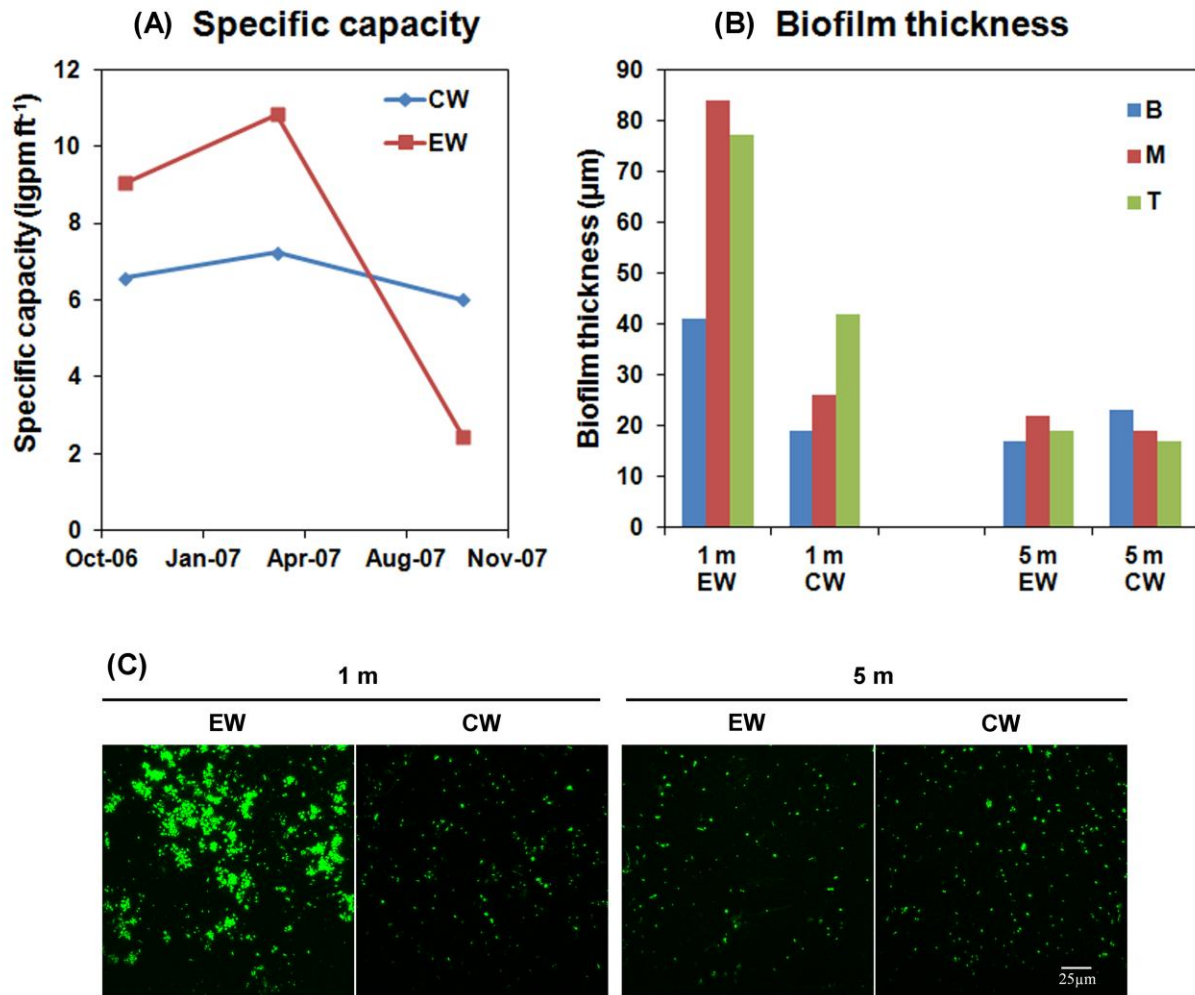 (A) Specific capacity
12
10
8
6
4
2
0
Specific capacity (igpm ft-1)
CW
EW
Oct-06 Jan-07 Apr-07 Aug-07 Nov-07
(B) Biofilm thickness
90
80
70
60
50
40
30
20
10
0
Biofilm thickness (µm)
B
M
T
1 m 1 m 5 m 5 m
EW CW EW CW
(C)
1 m 5 m
EW CW EW CW
25µm